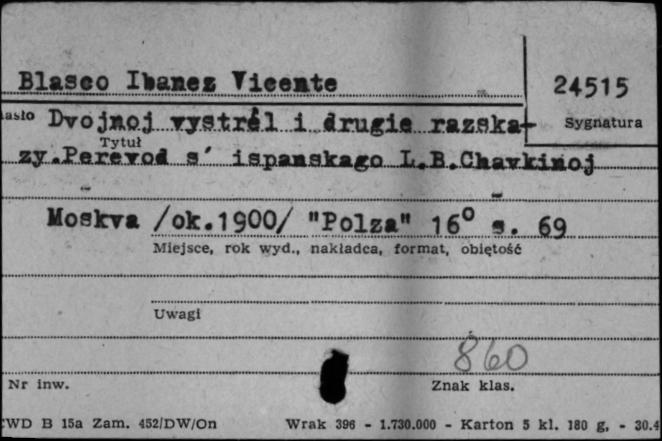 Blasco Ibanez Vicente
24515
Sygnatura
asło Dvojnoj vystrěl i drugie razska-
Tytuł
zy.Perevod s' ispanskago L.B.Chavkinoj
Moskva /ok.1900/ "Polza" 16° s. 69
Miejsce, rok wyd., nakładca, format, objętość
Uwagi
860
Nr inw.
Znak klas.
CWD B 15a Zam. 452/DW/On Wrak 396 - 1.730.000 - Karton 5 kl. 180 g. - 30.4